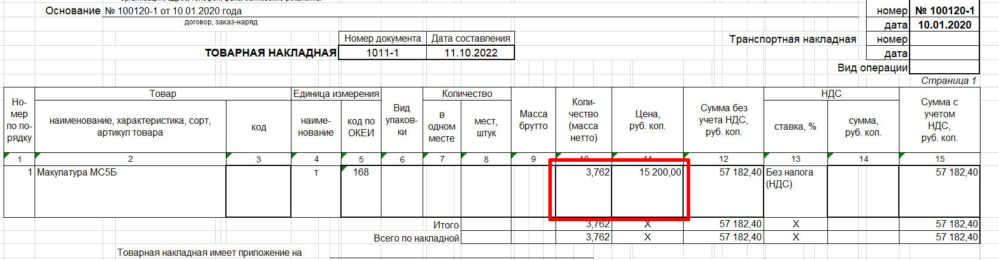 Основание № 100120-1 от 10.01.2020 года
договор, заказ-наряд
номер № 100120-1
дата 10.01.2020
Транспортная накладная номер
дата
Вид операции
Номер документа Дата составления
ТОВАРНАЯ НАКЛАДНАЯ 1011-1 11.10.2022
Страница 1
Но-
мер
по по-
рядку
Товар
наименование, характеристика, сорт,
артикул товара
код
Единица измерения
наиме-
нование
код по
ОКЕИ
Вид
упаков-
ки
Количество
в
одном
месте
мест,
штук
Масса
брутто
Коли-
чество
(масса
нетто)
Цена,
руб. коп.
Сумма без
учета НДС,
руб. коп.
НДС
ставка, %
сумма,
руб. коп.
Сумма с
учетом
НДС,
руб. коп.
1 2 3 4 5 6 7 8 9 10 11 12 13 14 15
1 Макулатура МС5Б т 168 3,762 15 200,00 57 182,40 Без налога 57 182,40
(НДС)
Итого 3,762 Х 57 182,40 Х 57 182,40
Всего по накладной 3,762 Х 57 182,40 Х 57 182,40
Товарная накладная имеет приложение на